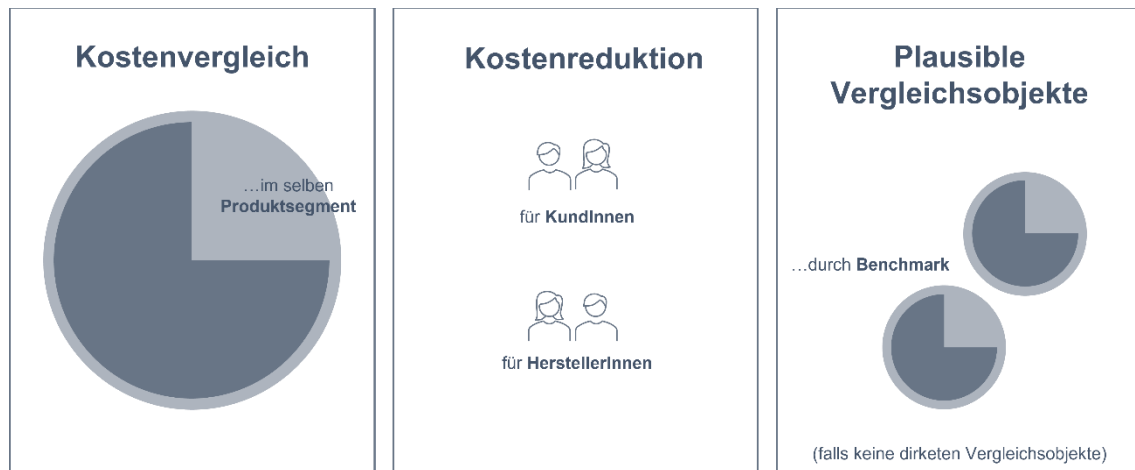 Kostenvergleich
…im selben
Produktsegment
Kostenreduktion
für KundInnen
für HerstellerInnen
Plausible
Vergleichsobjekte
…durch Benchmark
(falls keine dirketen Vergleichsobjekte)